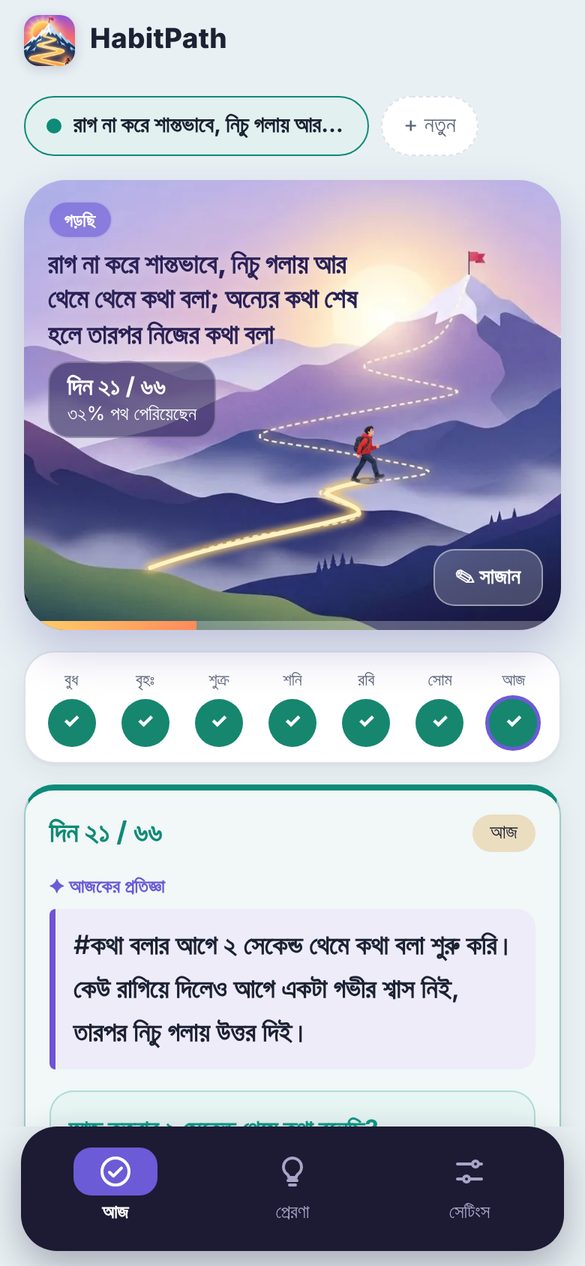 HabitPath
রাগ না করে শান্তভাবে, নিচু গলায় আর...
+ নতুন
গড়ছি
রাগ না করে শান্তভাবে, নিচু গলায় আর
থেমে থেমে কথা বলা; অন্যের কথা শেষ
হলে তারপর নিজের কথা বলা
দিন ২১ / ৬৬
৩২% পথ পেরিয়েছেন
✎ সাজান
বুধ বৃহঃ শুক্র শনি রবি সোম আজ
দিন ২১ / ৬৬
আজ
✦ আজকের প্রতিজ্ঞা
#কথা বলার আগে ২ সেকেন্ড থেমে কথা বলা শুরু করি।
কেউ রাগিয়ে দিলেও আগে একটা গভীর শ্বাস নিই,
তারপর নিচু গলায় উত্তর দিই।
আজ প্রেরণা সেটিংস